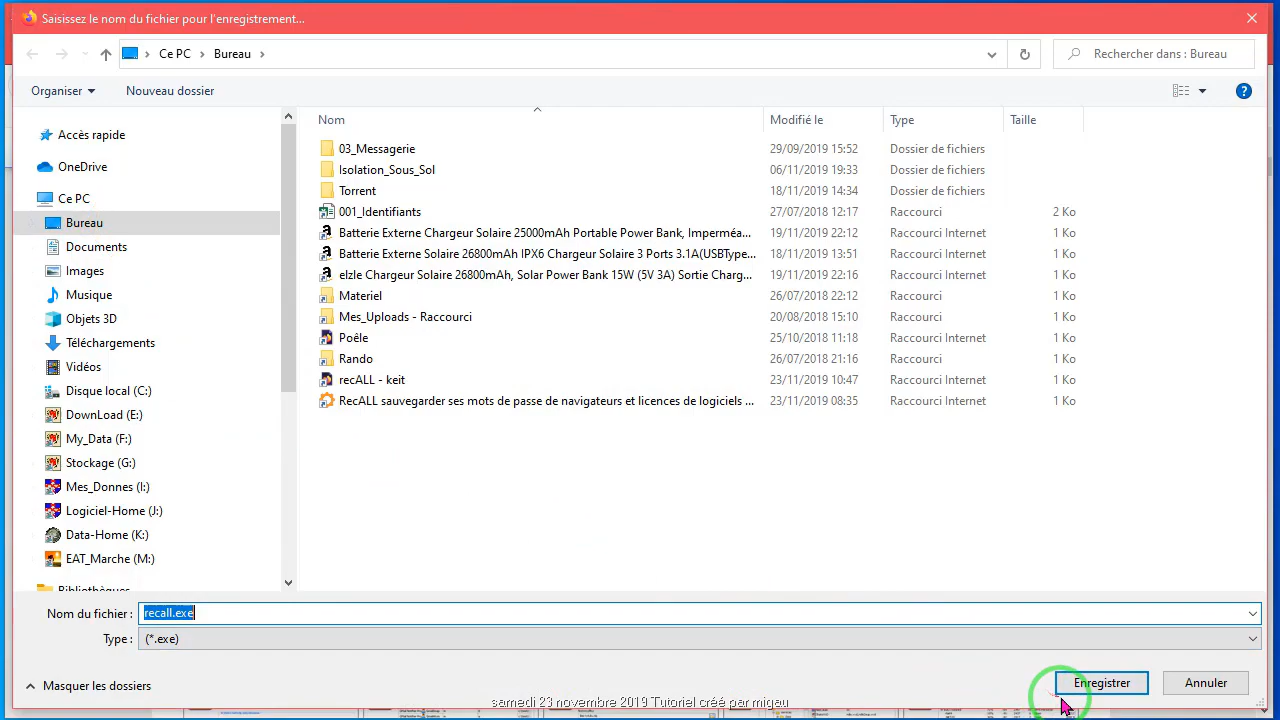 Saisissez le nom du fichier pour l'enregistrement...
Ce PC
Bureau
Rechercher dans : Bureau
Organiser
Nouveau dossier
Accès rapide
OneDrive
Ce PC
Bureau
Documents
Images
Musique
Objets 3D
Téléchargements
Vidéos
Disque local (C:)
DownLoad (E:)
My_Data (F:)
Stockage (G:)
Mes_Donnes (I:)
Logiciel-Home (J:)
Data-Home (K:)
EAT_Marche (M:)
Bibliothèques
Nom Modifié le Type Taille
03_Messagerie 29/09/2019 15:52 Dossier de fichiers
Isolation_Sous_Sol 06/11/2019 19:33 Dossier de fichiers
Torrent 18/11/2019 14:34 Dossier de fichiers
001_Identifiants 27/07/2018 12:17 Raccourci 2 Ko
Batterie Externe Chargeur Solaire 25000mAh Portable Power Bank, Imperméa... 19/11/2019 22:12 Raccourci Internet 1 Ko
Batterie Externe Solaire 26800mAh IPX6 Chargeur Solaire 3 Ports 3.1A(USBType... 18/11/2019 13:51 Raccourci Internet 1 Ko
elzle Chargeur Solaire 26800mAh, Solar Power Bank 15W (5V 3A) Sortie Charg... 19/11/2019 22:16 Raccourci Internet 1 Ko
Materiel 26/07/2018 22:12 Raccourci 1 Ko
Mes_Uploads - Raccourci 20/08/2018 15:10 Raccourci 1 Ko
Poêle 25/10/2018 11:18 Raccourci Internet 1 Ko
Rando 26/07/2018 21:16 Raccourci 1 Ko
recALL - keit 23/11/2019 10:47 Raccourci Internet 1 Ko
RecALL sauvegarder ses mots de passe de navigateurs et licences de logiciels ... 23/11/2019 08:35 Raccourci Internet 1 Ko
Nom du fichier : recall.exe
Type : (*.exe)
Masquer les dossiers
Enregistrer
Annuler
samedi 23 novembre 2019 Tutoriel créé par migau